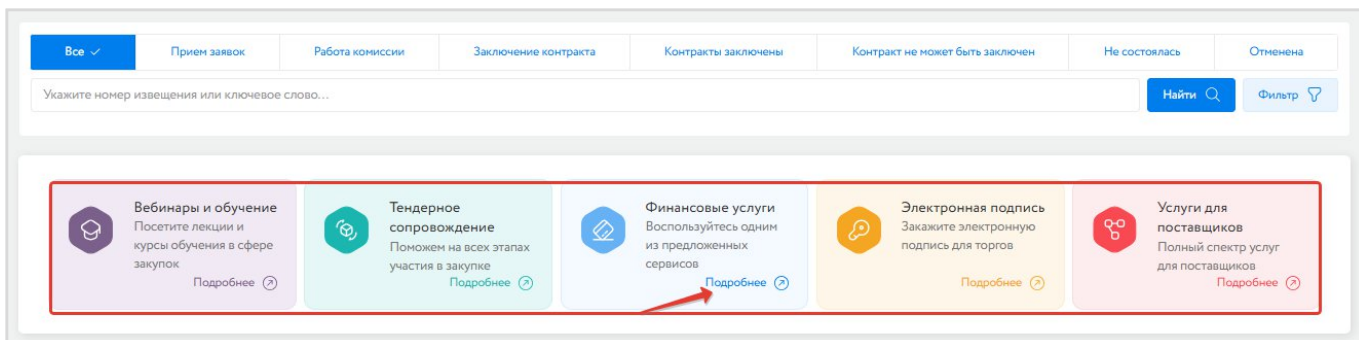 Все Прием заявок Работа комиссии Заключение контракта Контракты заключены Контракт не может быть заключен Не состоялась Отменена
Укажите номер извещения или ключевое слово... Найти Фильтр
Вебинары и обучение
Посетите лекции и
курсы обучения в сфере
закупок
Подробнее
Тендерное
сопровождение
Поможем на всех этапах
участия в закупке
Подробнее
Финансовые услуги
Воспользуйтесь одним
из предложенных
сервисов
Подробнее
Электронная подпись
Закажите электронную
подпись для торгов
Подробнее
Услуги для
поставщиков
Полный спектр услуг
для поставщиков
Подробнее